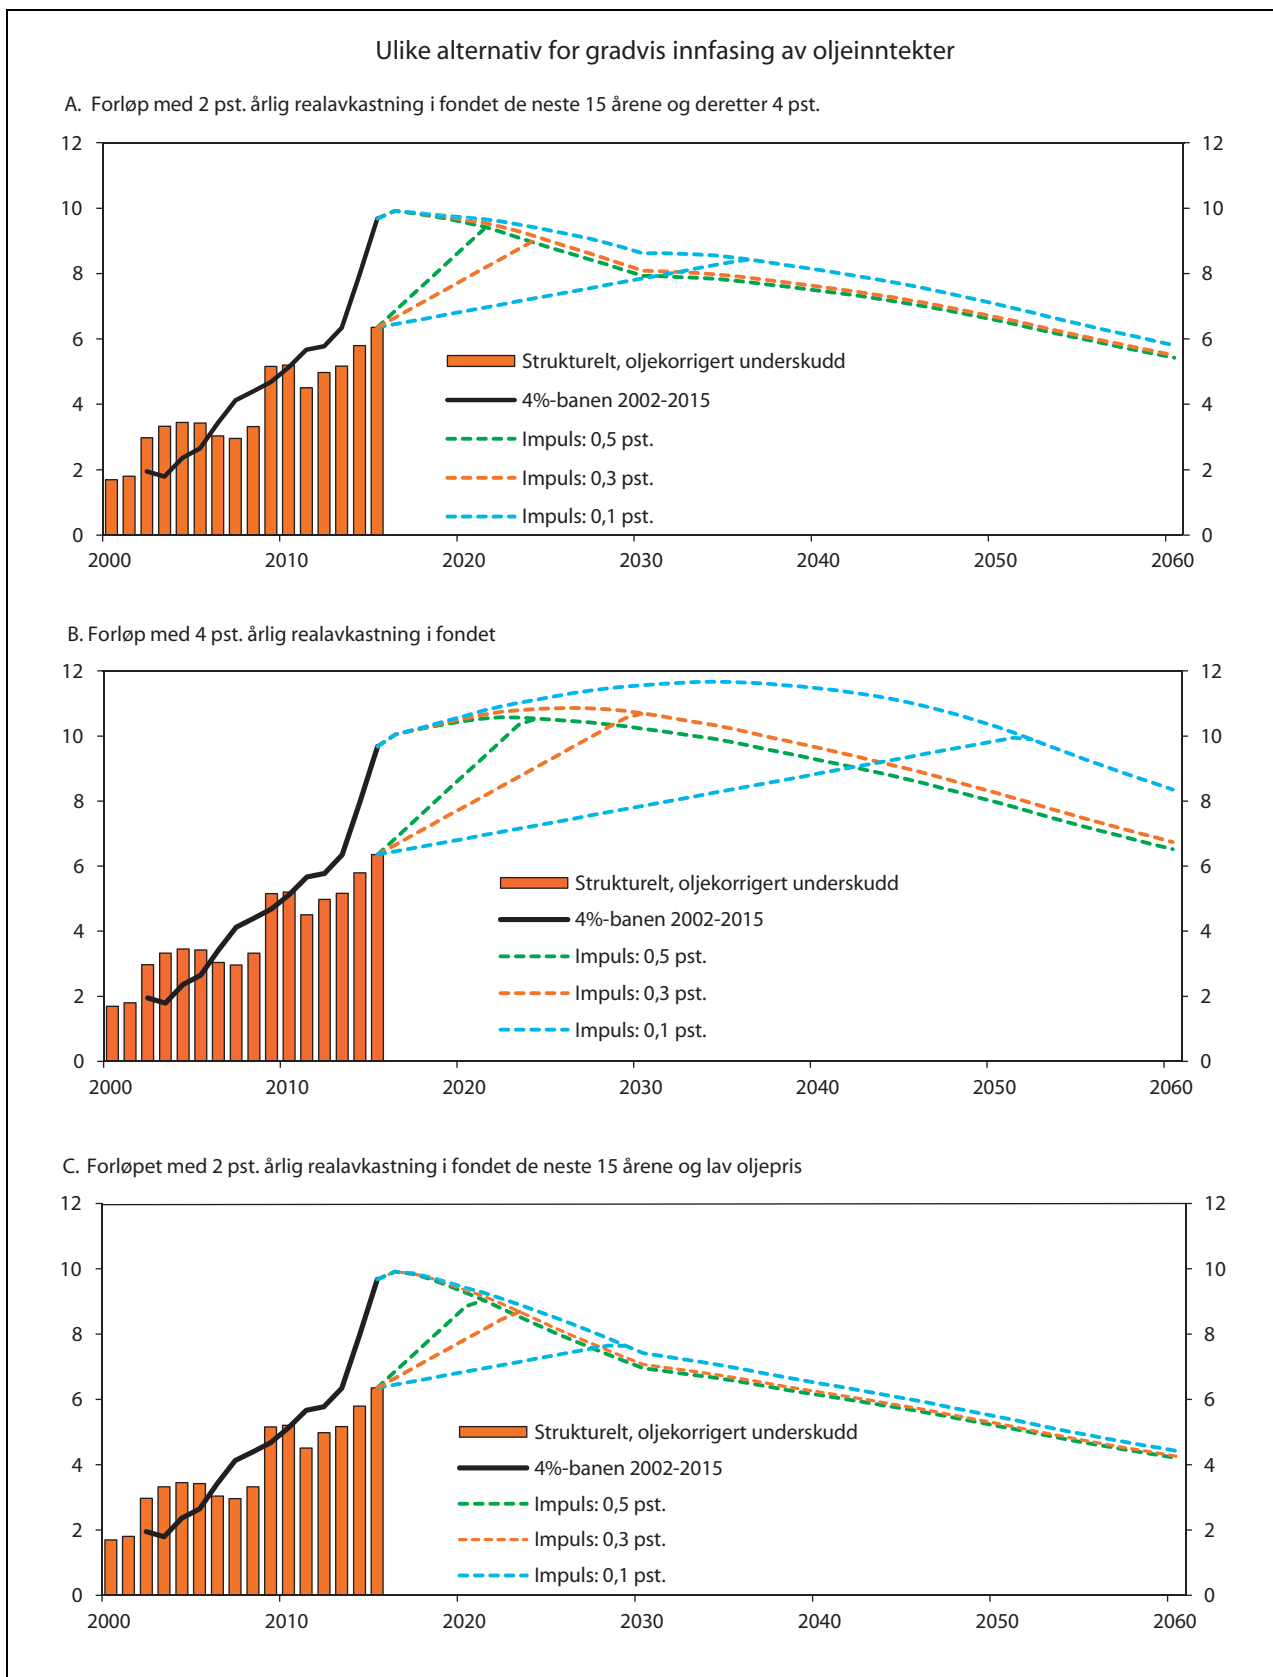 Ulike alternativ for gradvis innfasing av oljeinntekter
A. Forløp med 2 pst. årlig realavkastning i fondet de neste 15 årene og deretter 4 pst.
12 12
10 10
8 8
6 6
4 4
2 2
0 0
Strukturelt, oljekorrigert underskudd
4%-banen 2002-2015
Impuls: 0,5 pst.
Impuls: 0,3 pst.
Impuls: 0,1 pst.
2000 2010 2020 2030 2040 2050 2060
B. Forløp med 4 pst. årlig realavkastning i fondet
12 12
10 10
8 8
6 6
4 4
2 2
0 0
Strukturelt, oljekorrigert underskudd
4%-banen 2002-2015
Impuls: 0,5 pst.
Impuls: 0,3 pst.
Impuls: 0,1 pst.
2000 2010 2020 2030 2040 2050 2060
C. Forløpet med 2 pst. årlig realavkastning i fondet de neste 15 årene og lav oljepris
12 12
10 10
8 8
6 6
4 4
2 2
0 0
Strukturelt, oljekorrigert underskudd
4%-banen 2002-2015
Impuls: 0,5 pst.
Impuls: 0,3 pst.
Impuls: 0,1 pst.
2000 2010 2020 2030 2040 2050 2060